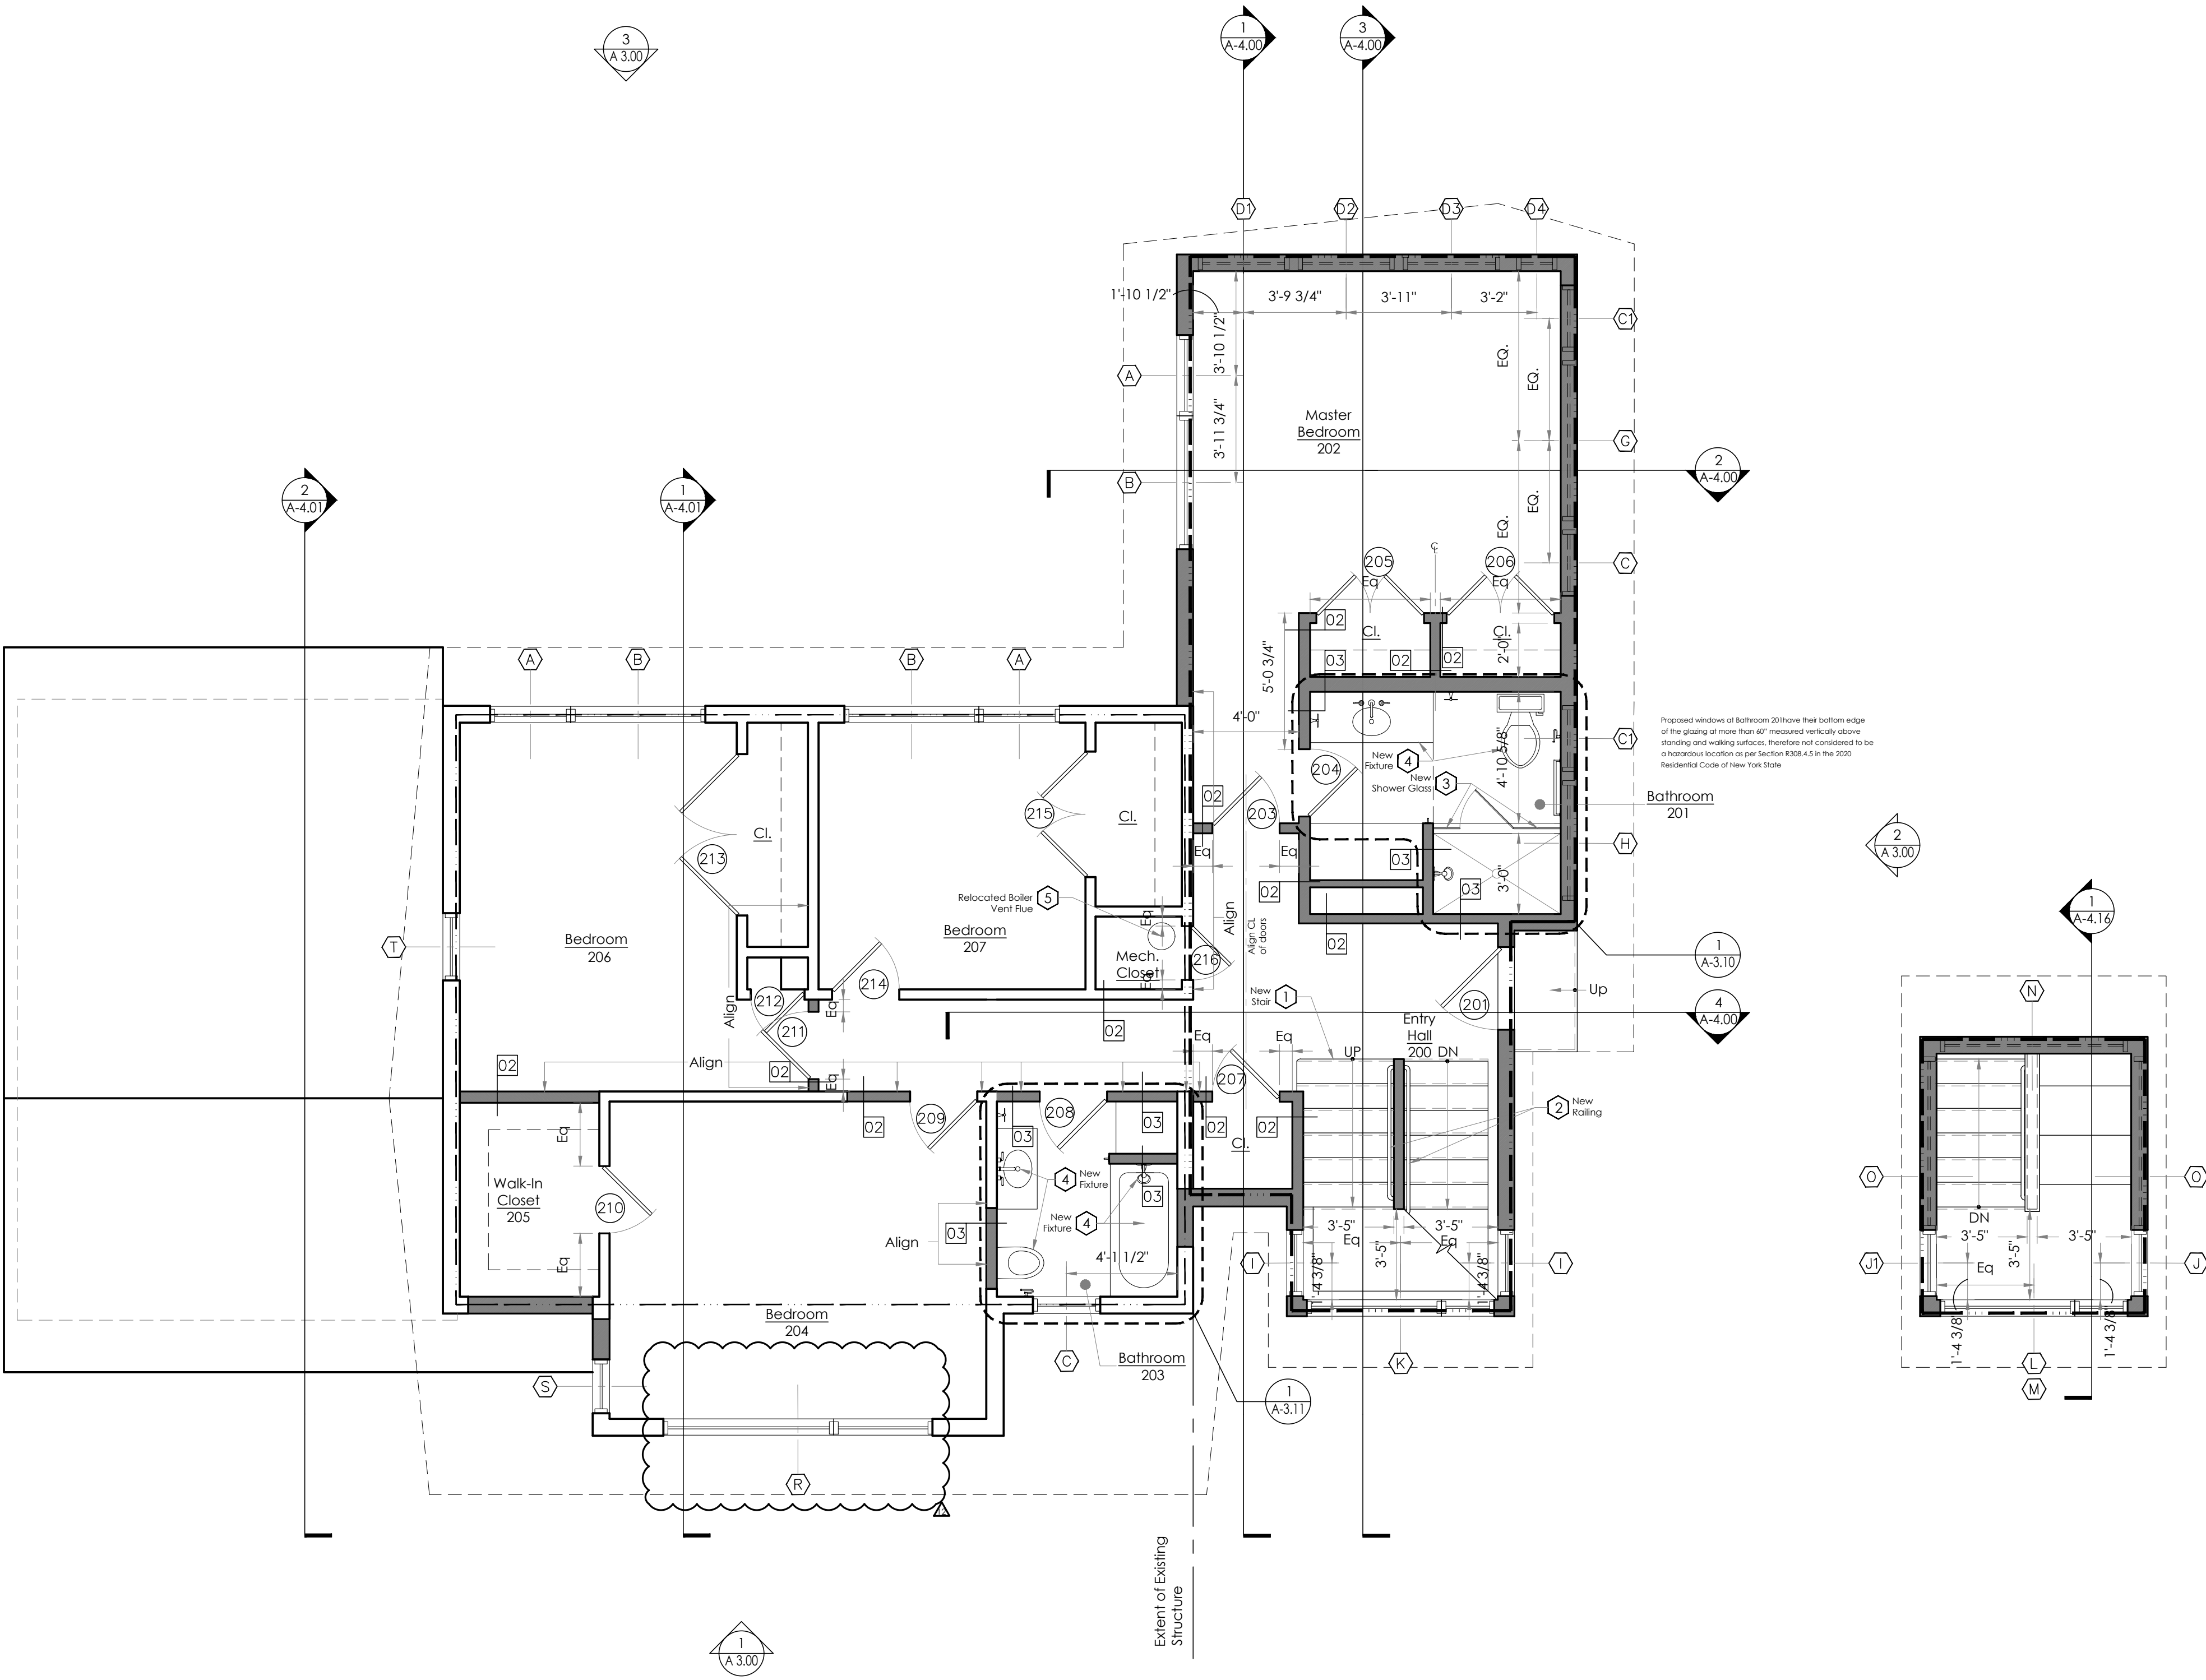 3
A 3.00
1
A-4.00
3
A-4.00
D1
D2
D3
D4
1'-10 1/2"
3'-9 3/4"
3'-11"
3'-2"
C1
3'-10 1/2"
EQ.
EQ.
A
3'-11 3/4"
Master
Bedroom
202
G
B
2
A-4.00
2
A-4.01
1
A-4.01
EQ.
EQ.
C
℄
205
206
Eq
Eq
02
Cl.
Cl.
03
02
02
2'-0"
5'-0 3/4"
A
B
B
A
4'-0"
Proposed windows at Bathroom 201have their bottom edge
of the glazing at more than 60" measured vertically above
standing and walking surfaces, therefore not considered to be
a hazardous location as per Section R308.4.5 in the 2020
Residential Code of New York State
C1
4'-10 5/8"
New
Fixture
4
204
New
Shower Glass
3
Bathroom
201
02
203
215
Cl.
Cl.
213
Eq
Eq
03
H
2
A 3.00
02
03
3'-0"
Relocated Boiler
Vent Flue
5
Eq
Align
Align CL
of doors
02
T
Bedroom
206
Bedroom
207
Mech.
Closet
216
Eq
1
A-3.10
1
A-4.16
214
212
211
Align
Eq
New
Stair
1
201
Up
N
4
A-4.00
02
Entry
Hall
200
UP
DN
Eq
Eq
Align
02
02
Eq
207
2
New
Railing
209
208
02
03
03
02
02
Cl.
Eq
Walk-In
Closet
205
210
4
New
Fixture
03
New
Fixture
4
03
Align
Eq
4'-1 1/2"
3'-5"
3'-5"
Eq
Eq
3'-5"
1'-4 3/8"
1'-4 3/8"
I
I
O
O
DN
3'-5"
3'-5"
3'-5"
Eq
J1
J
1'-4 3/8"
1'-4 3/8"
Bedroom
204
C
Bathroom
203
K
L
M
S
1
A-3.11
R
12
Extent of Existing
Structure
1
A 3.00